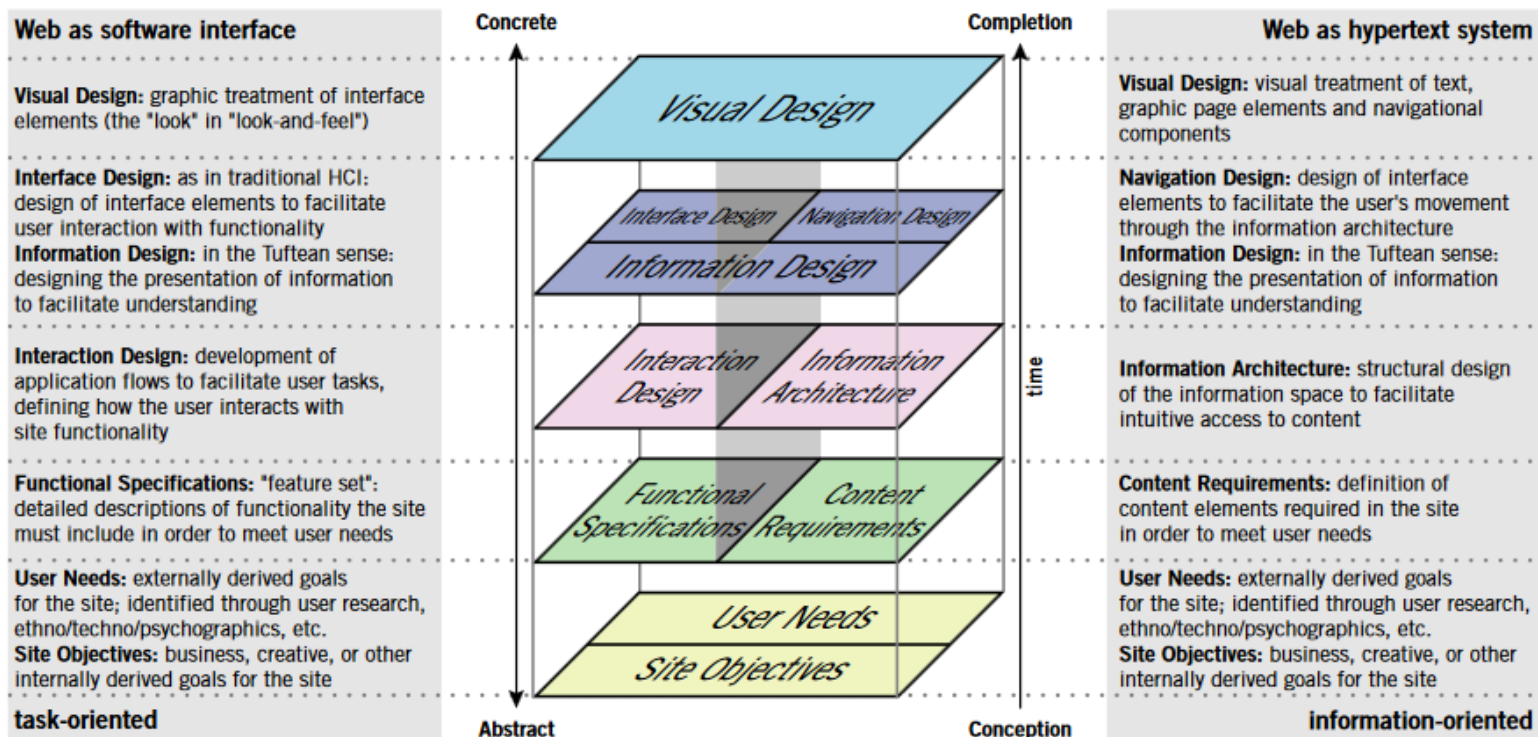 Web as software interface
Visual Design: graphic treatment of interface
elements (the "look" in "look-and-feel")
Interface Design: as in traditional HCI:
design of interface elements to facilitate
user interaction with functionality
Information Design: in the Tuftean sense:
designing the presentation of information
to facilitate understanding
Interaction Design: development of
application flows to facilitate user tasks,
defining how the user interacts with
site functionality
Functional Specifications: "feature set":
detailed descriptions of functionality the site
must include in order to meet user needs
User Needs: externally derived goals
for the site; identified through user research,
ethno/techno/psychographics, etc.
Site Objectives: business, creative, or other
internally derived goals for the site
task-oriented
Concrete
Completion
Visual Design
Interface Design
Navigation Design
Information Design
Interaction
Design
Information
Architecture
Functional
Specifications
Content
Requirements
User Needs
Site Objectives
time
Abstract
Conception
Web as hypertext system
Visual Design: visual treatment of text,
graphic page elements and navigational
components
Navigation Design: design of interface
elements to facilitate the user's movement
through the information architecture
Information Design: in the Tuftean sense:
designing the presentation of information
to facilitate understanding
Information Architecture: structural design
of the information space to facilitate
intuitive access to content
Content Requirements: definition of
content elements required in the site
in order to meet user needs
User Needs: externally derived goals
for the site; identified through user research,
ethno/techno/psychographics, etc.
Site Objectives: business, creative, or other
internally derived goals for the site
information-oriented